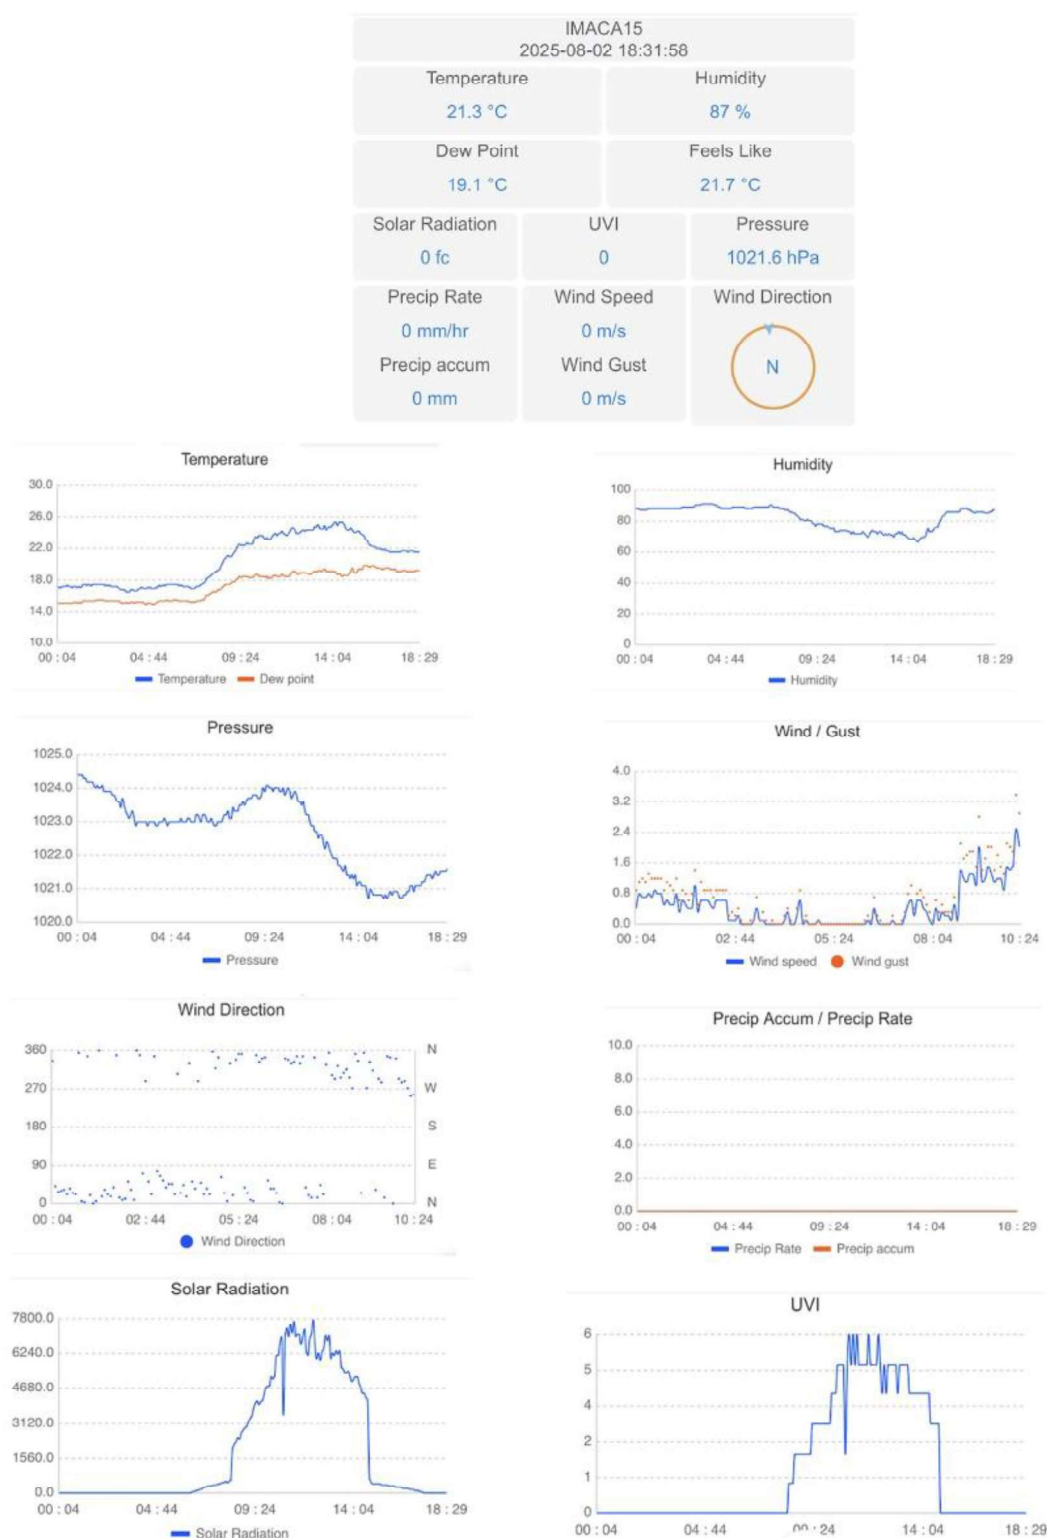 IMACA15
2025-08-02 18:31:58
Temperature Humidity
21.3 °C 87 %
Dew Point Feels Like
19.1 °C 21.7 °C
Solar Radiation UVI Pressure
0 fc 0 1021.6 hPa
Precip Rate Wind Speed Wind Direction
0 mm/hr 0 m/s
N
Precip accum Wind Gust
0 mm 0 m/s
Temperature
30.0
26.0
22.0
18.0
14.0
10.0
00 : 04 04 : 44 09 : 24 14 : 04 18 : 29
Temperature Dew point
Humidity
100
80
60
40
20
0
00 : 04 04 : 44 09 : 24 14 : 04 18 : 29
Humidity
Pressure
1025.0
1024.0
1023.0
1022.0
1021.0
1020.0
00 : 04 04 : 44 09 : 24 14 : 04 18 : 29
Pressure
Wind / Gust
4.0
3.2
2.4
1.6
0.8
0.0
00 : 04 02 : 44 05 : 24 08 : 04 10 : 24
Wind speed Wind gust
Wind Direction
360 N
270 W
180 S
90 E
0 N
00 : 04 02 : 44 05 : 24 08 : 04 10 : 24
Wind Direction
Precip Accum / Precip Rate
10.0
8.0
6.0
4.0
2.0
0.0
00 : 04 04 : 44 09 : 24 14 : 04 18 : 29
Precip Rate Precip accum
Solar Radiation
7800.0
6240.0
4680.0
3120.0
1560.0
0.0
00 : 04 04 : 44 09 : 24 14 : 04 18 : 29
Solar Radiation
UVI
6
5
4
2
1
0
00 : 04 04 : 44 : 24 14 : 04 18 : 29